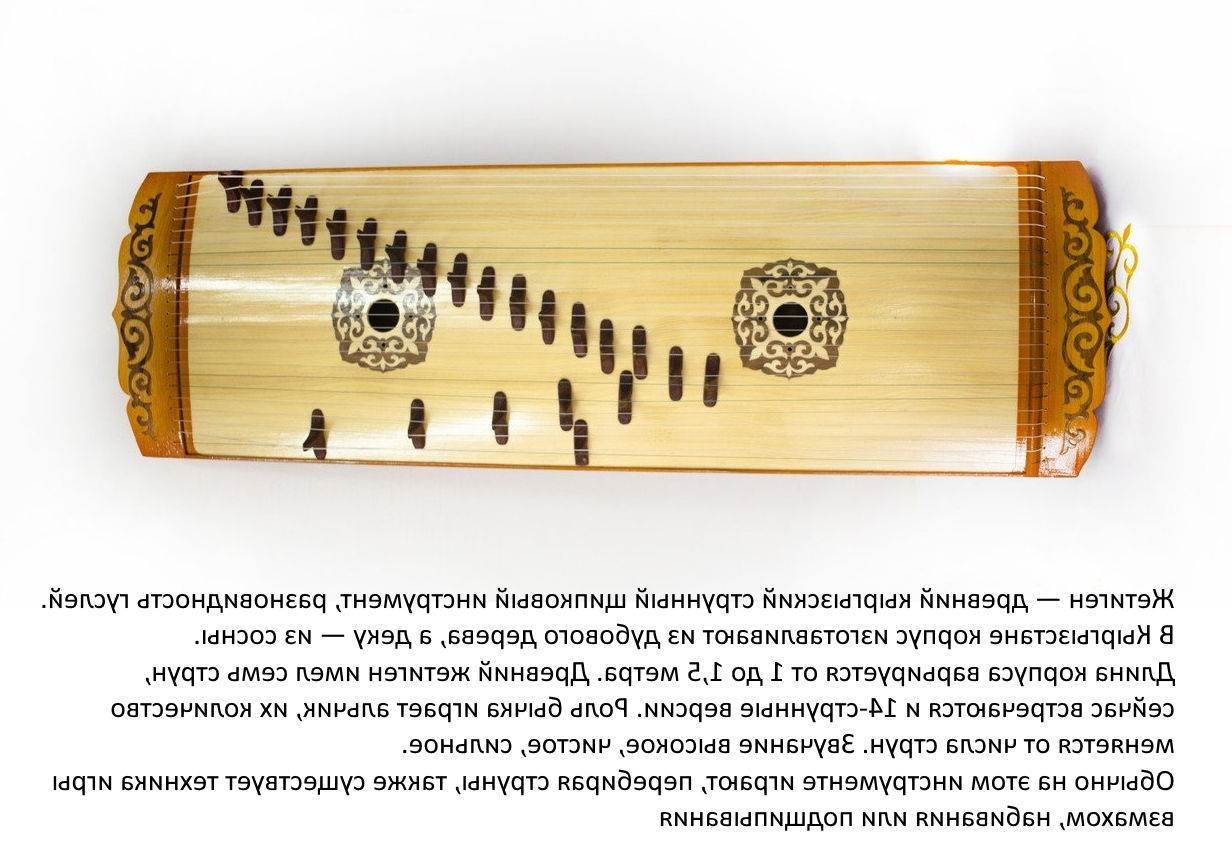 Жетиген — древний кыргызский струнный щипковый инструмент, разновидность гуслей.
В Кыргызстане корпус изготавливают из дубового дерева, а деку — из сосны.
Длина корпуса варьируется от 1 до 1,5 метра. Древний жетиген имел семь струн,
сейчас встречаются и 14-струнные версии. Роль бычка играет альчик, их количество
меняется от числа струн. Звучание высокое, чистое, сильное.
Обычно на этом инструменте играют, перебирая струны, также существует техника игры
взмахом, набивания или подщипывания